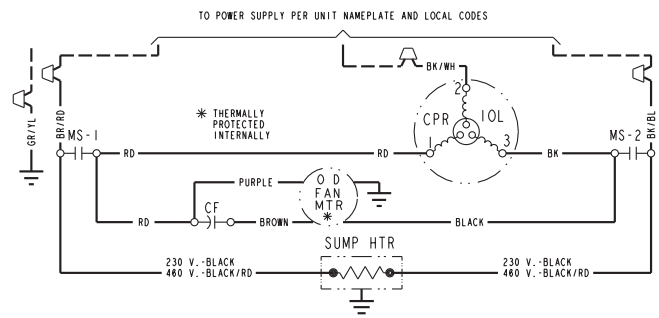 TO POWER SUPPLY PER UNIT NAMEPLATE AND LOCAL CODES
BK/WH
GR/YL
BR/RD
MS-1
* THERMALLY
PROTECTED
INTERNALLY
2
CPR
IOL
1
3
MS-2
BK/BL
RD
RD
BK
PURPLE
O D
FAN
MTR
*
CF
RD
BROWN
BLACK
SUMP HTR
230 V.-BLACK
460 V.-BLACK/RD
230 V.-BLACK
460 V.-BLACK/RD